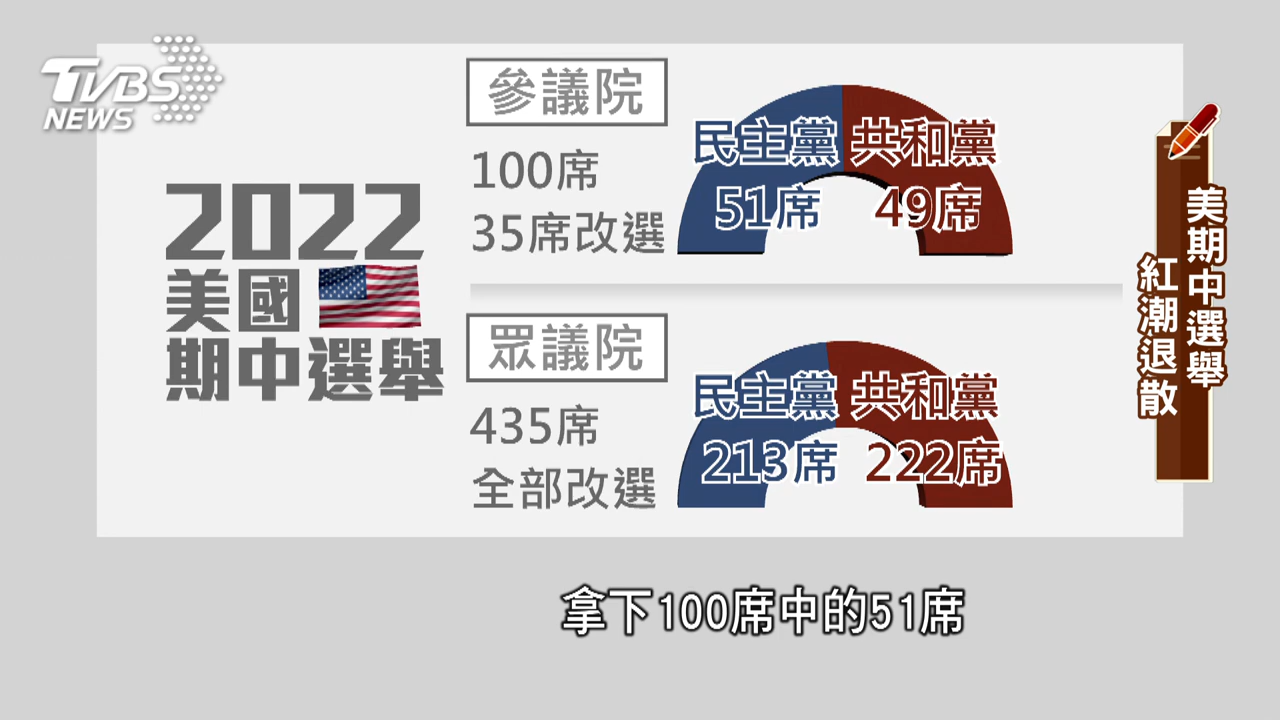 TVBS
NEWS
2022
美國
期中選舉
參議院
100席
35席改選
民主黨 共和黨
51席 49席
眾議院
435席
全部改選
民主黨 共和黨
213席 222席
美期中選舉
紅潮退散
拿下100席中的51席